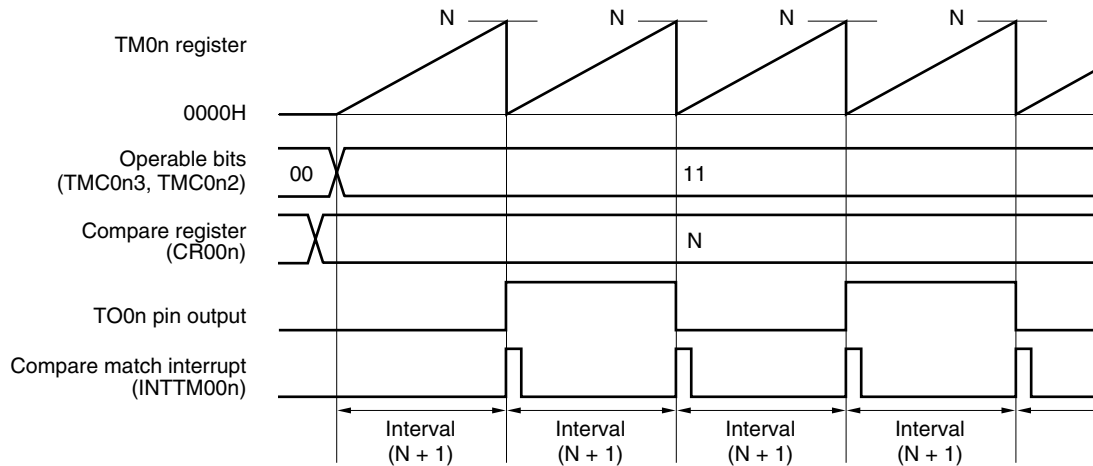 N N N N
TM0n register
0000H
Operable bits
(TMC0n3, TMC0n2)
00 11
Compare register
(CR00n)
N
TO0n pin output
Compare match interrupt
(INTTM00n)
Interval Interval Interval Interval
(N + 1) (N + 1) (N + 1) (N + 1)